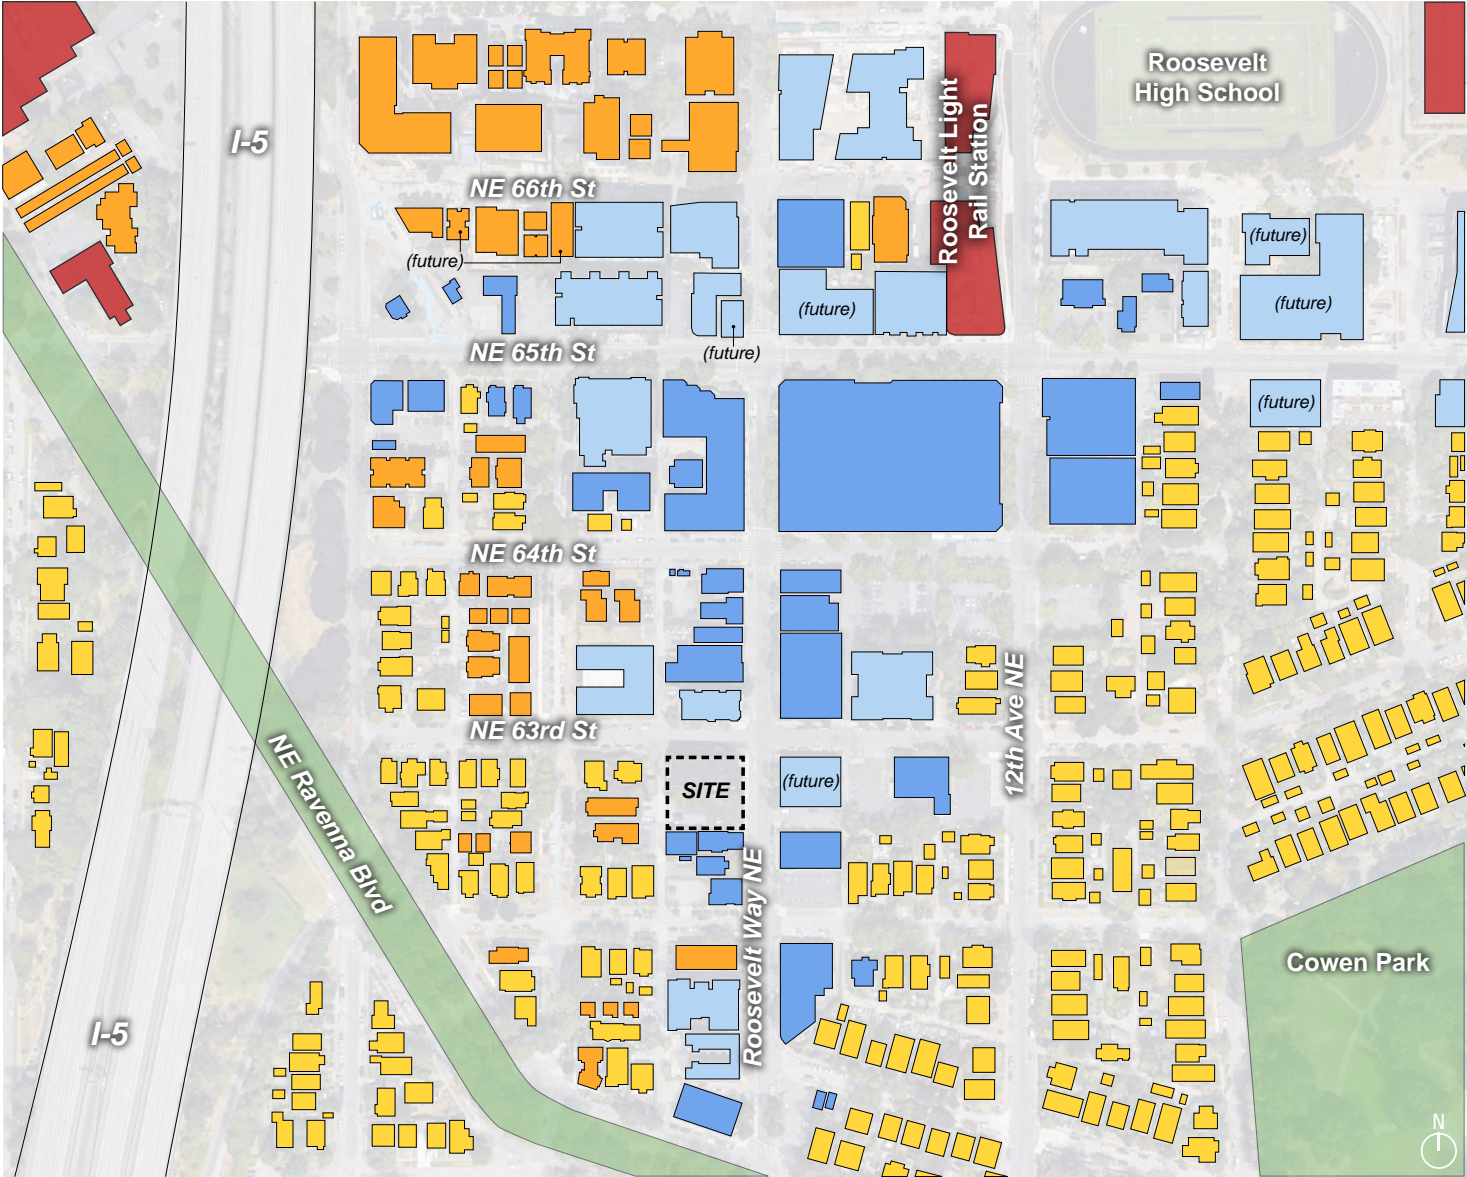 Roosevelt
High School
I-5
Roosevelt Light
Rail Station
NE 66th St
(future)
(future)
(future)
(future)
(future)
NE 65th St
(future)
(future)
NE 64th St
NE 63rd St
12th Ave NE
SITE
(future)
NE Ravenna Blvd
Roosevelt Way NE
Cowen Park
I-5
N